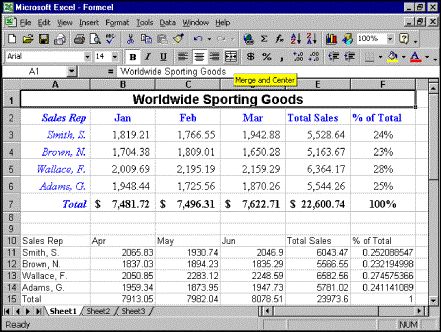 Microsoft Excel - Formcel
File Edit View Insert Format Tools Data Window Help
100%
Arial 14 B I U $ % ,
A1 = Worldwide Sporting Goods
Merge and Center
A B C D E F
1 Worldwide Sporting Goods
2 Sales Rep Jan Feb Mar Total Sales % of Total
3 Smith, S. 1,819.21 1,766.55 1,942.88 5,528.64 24%
4 Brown, N. 1,704.38 1,809.01 1,650.28 5,163.67 23%
5 Wallace, F. 2,009.69 2,195.19 2,159.29 6,364.17 28%
6 Adams, G. 1,948.44 1,725.56 1,870.26 5,544.26 25%
7 Total $ 7,481.72 $ 7,496.31 $ 7,622.71 $ 22,600.74 100%
8
9
10 Sales Rep Apr May Jun Total Sales % of Total
11 Smith, S. 2065.83 1930.74 2046.9 6043.47 0.252088547
12 Brown, N. 1837.03 1894.23 1835.29 5566.55 0.232194998
13 Wallace, F. 2050.85 2283.12 2248.59 6582.56 0.274575366
14 Adams, G. 1959.34 1873.95 1947.73 5781.02 0.241141089
15 Total 7913.05 7982.04 8078.51 23973.6 1
Sheet1 Sheet2 Sheet3
Ready NUM